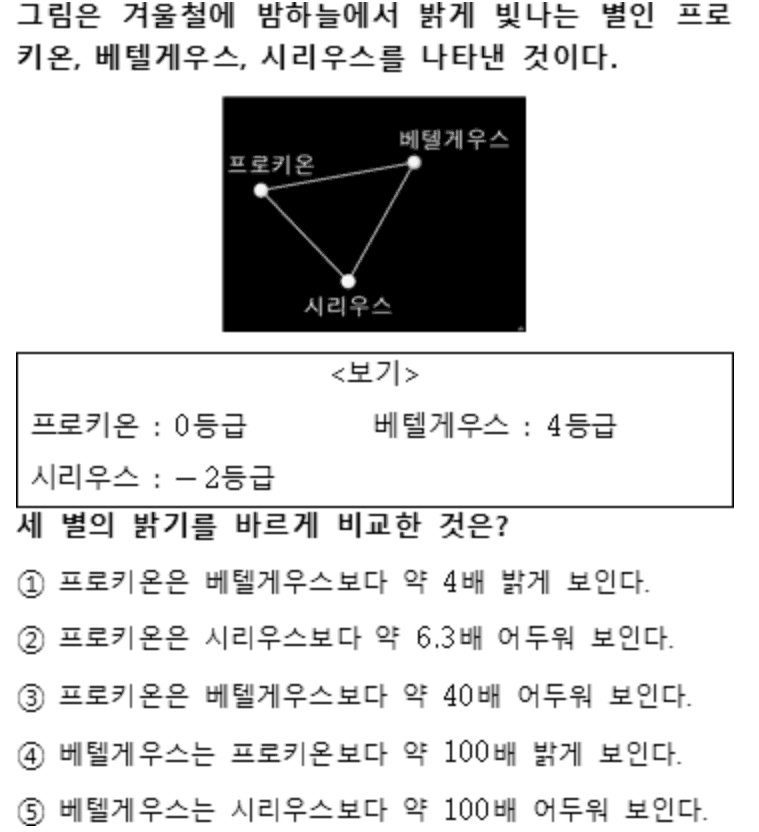 그림은 겨울철에 밤하늘에서 밝게 빛나는 별인 프로
키온, 베텔게우스, 시리우스를 나타낸 것이다.
베텔게우스
프로키온
시리우스
<보기>
프로키온 : 0등급 베텔게우스 : 4등급
시리우스 : －2등급
세 별의 밝기를 바르게 비교한 것은?
① 프로키온은 베텔게우스보다 약 4배 밝게 보인다.
② 프로키온은 시리우스보다 약 6.3배 어두워 보인다.
③ 프로키온은 베텔게우스보다 약 40배 어두워 보인다.
④ 베텔게우스는 프로키온보다 약 100배 밝게 보인다.
⑤ 베텔게우스는 시리우스보다 약 100배 어두워 보인다.